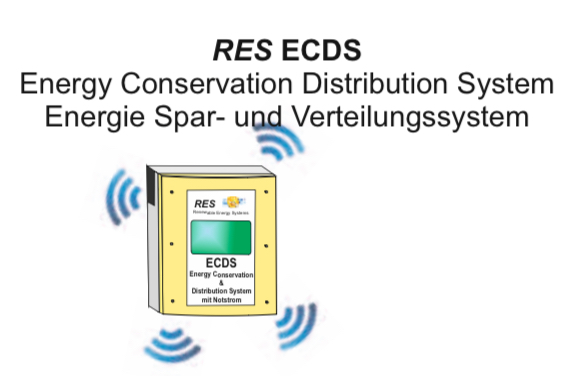 RES ECDS
Energy Conservation Distribution System
Energie Spar- und Verteilungssystem
RES
Renewable Energy Systems
ECDS
Energy Conservation
&
Distribution System
mit Notstrom